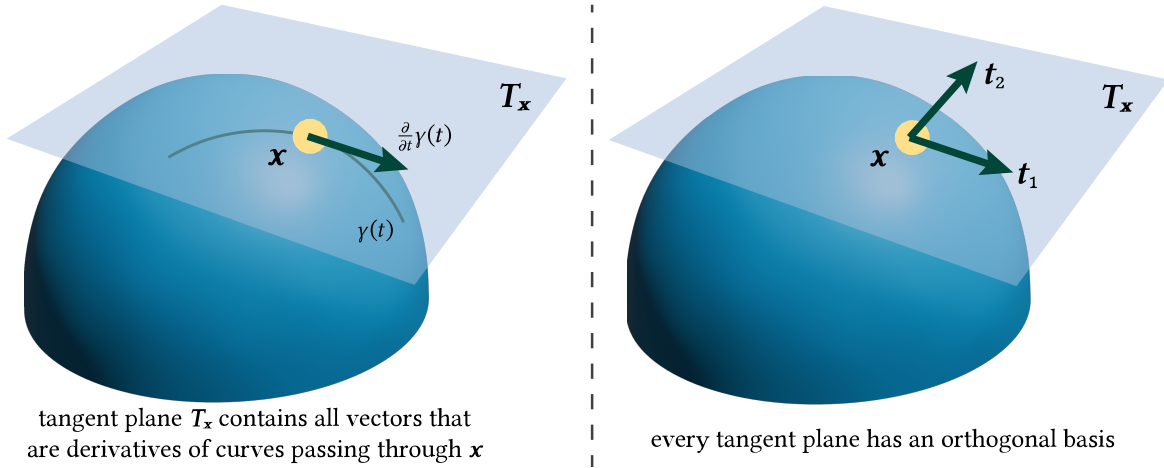 T_x
∂/∂t γ(t)
x
γ(t)
tangent plane T_x contains all vectors that
are derivatives of curves passing through x
t_2
T_x
x
t_1
every tangent plane has an orthogonal basis